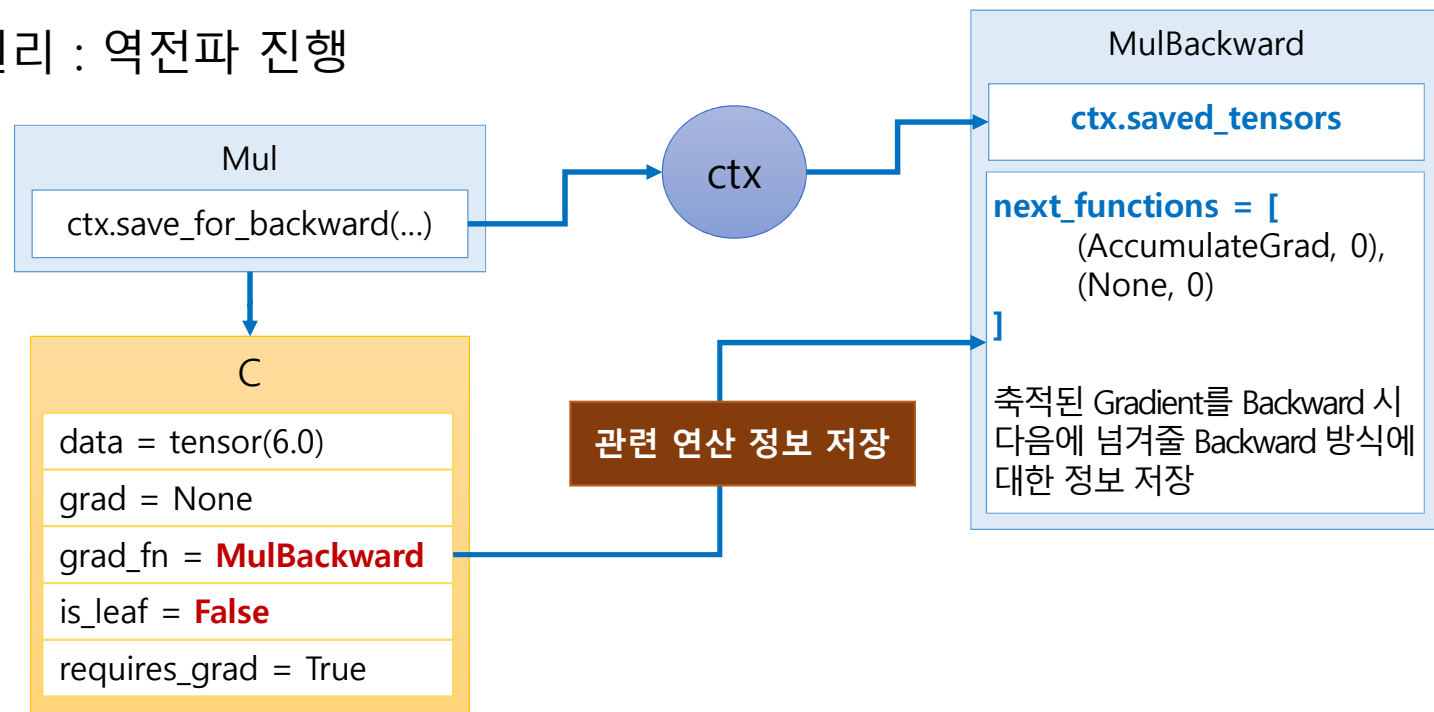 리 : 역전파 진행
Mul
ctx.save_for_backward(...)
ctx
MulBackward
ctx.saved_tensors
next_functions = [
(AccumulateGrad, 0),
(None, 0)
]
축적된 Gradient를 Backward 시
다음에 넘겨줄 Backward 방식에
대한 정보 저장
관련 연산 정보 저장
C
data = tensor(6.0)
grad = None
grad_fn = MulBackward
is_leaf = False
requires_grad = True